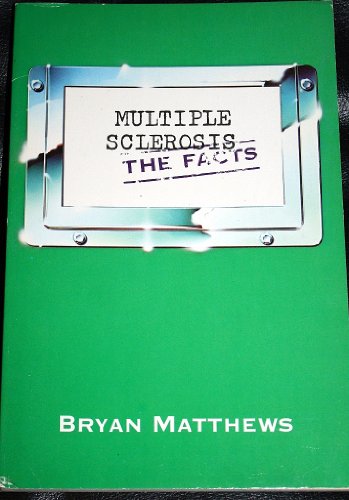 MULTIPLE
SCLEROSIS
THE FACTS
BRYAN MATTHEWS